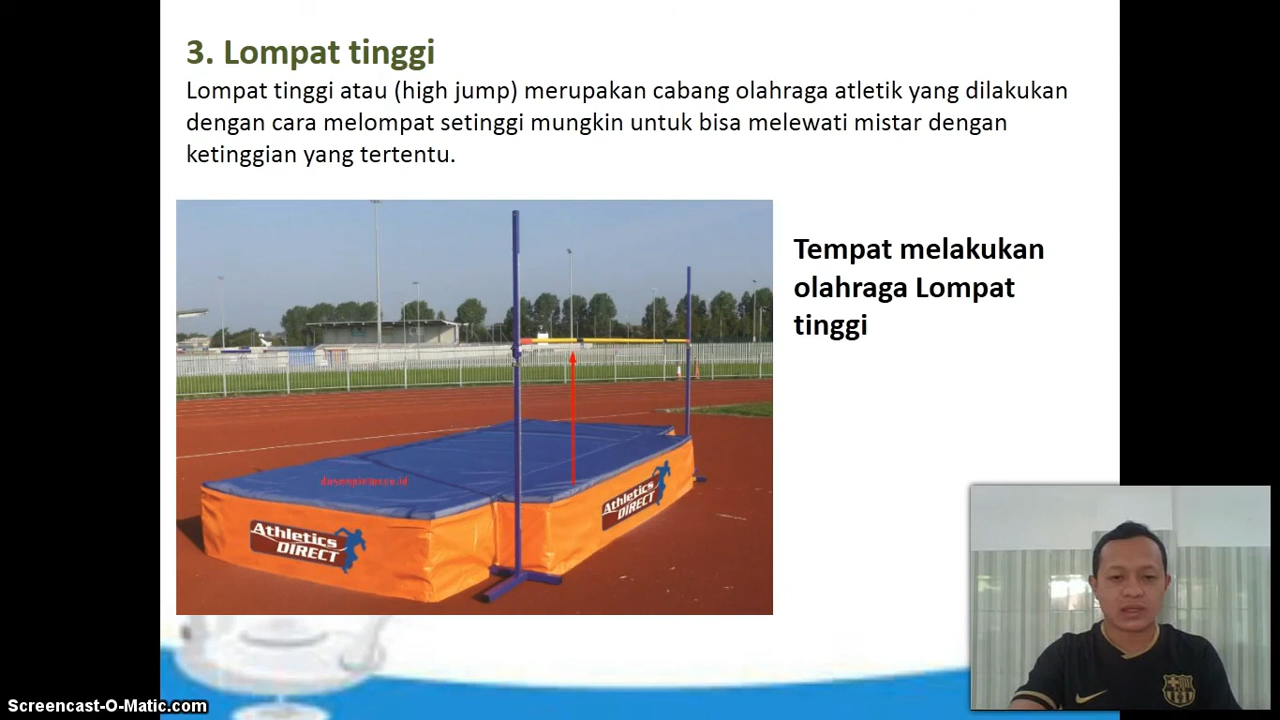 3. Lompat tinggi
Lompat tinggi atau (high jump) merupakan cabang olahraga atletik yang dilakukan
dengan cara melompat setinggi mungkin untuk bisa melewati mistar dengan
ketinggian yang tertentu.
Tempat melakukan
olahraga Lompat
tinggi
Athletics
DIRECT
Athletics
DIRECT
Screencast-O-Matic.com